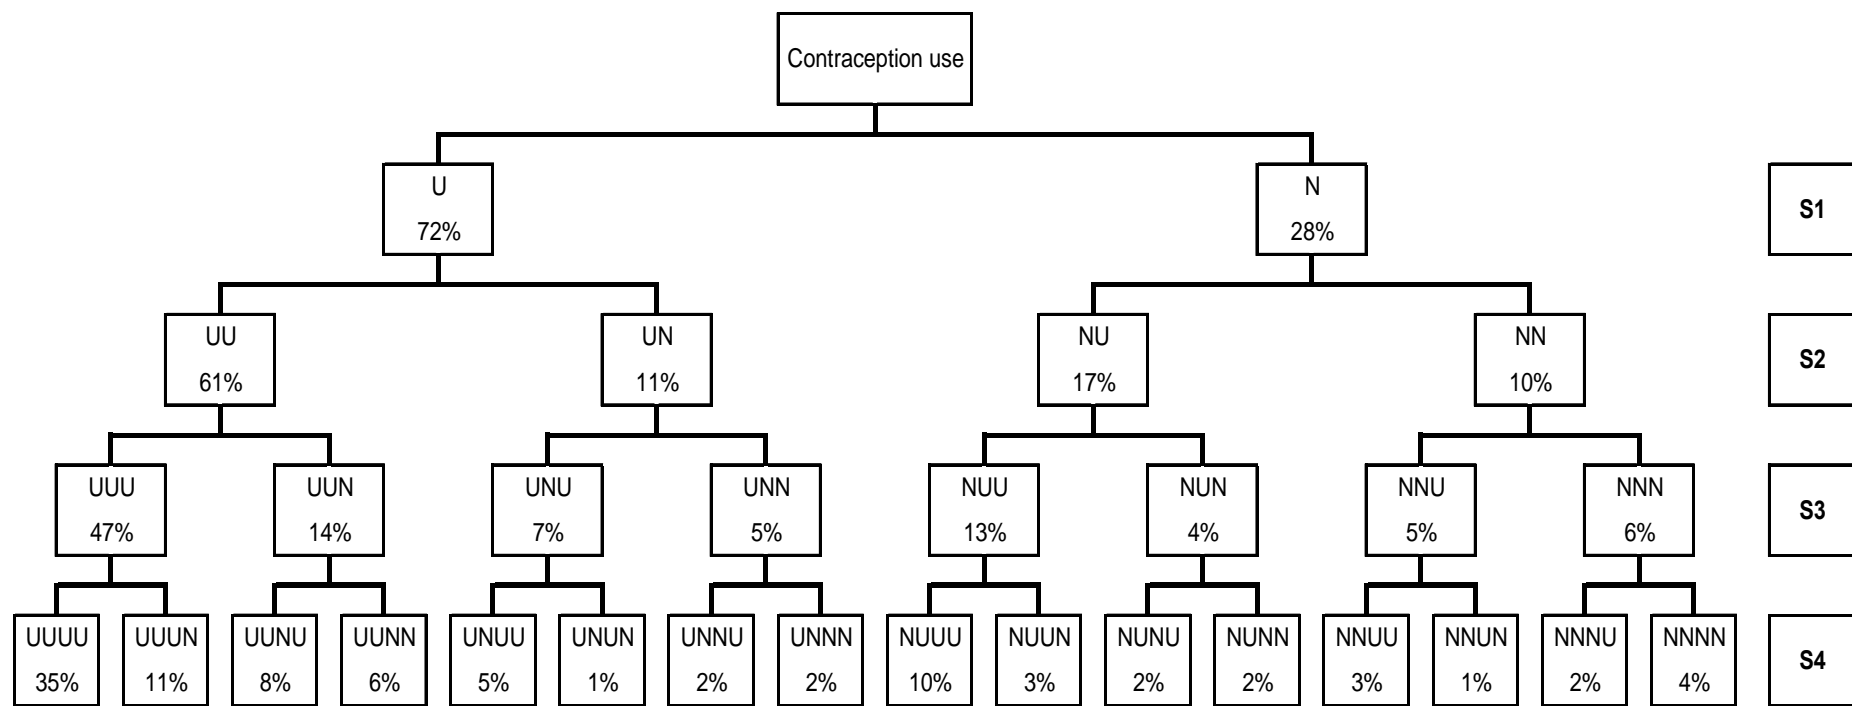 Contraception use
U
72%
N
28%
S1
UU
61%
UN
11%
NU
17%
NN
10%
S2
UUU
47%
UUN
14%
UNU
7%
UNN
5%
NUU
13%
NUN
4%
NNU
5%
NNN
6%
S3
UUUU
35%
UUUN
11%
UUNU
8%
UUNN
6%
UNUU
5%
UNUN
1%
UNNU
2%
UNNN
2%
NUUU
10%
NUUN
3%
NUNU
2%
NUNN
2%
NNUU
3%
NNUN
1%
NNNU
2%
NNNN
4%
S4